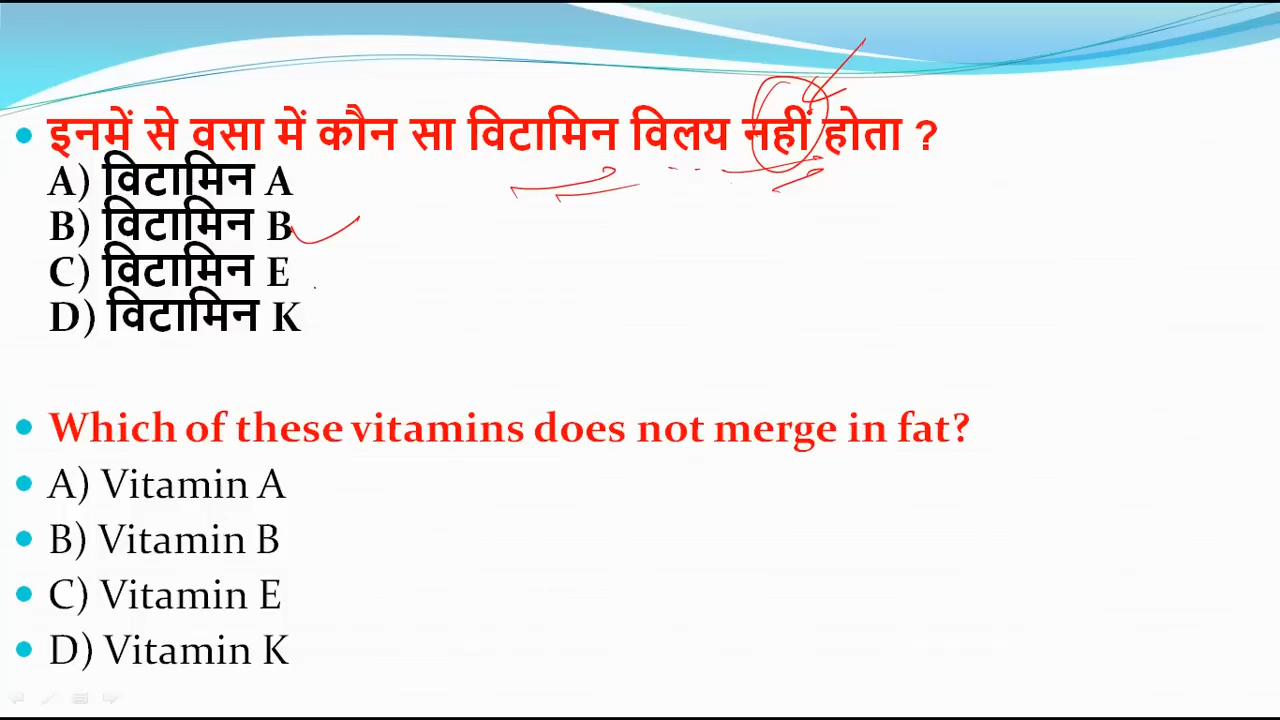 इनमें से वसा में कौन सा विटामिन विलय नहीं होता ?
A) विटामिन A
B) विटामिन B
C) विटामिन E
D) विटामिन K
Which of these vitamins does not merge in fat?
A) Vitamin A
B) Vitamin B
C) Vitamin E
D) Vitamin K